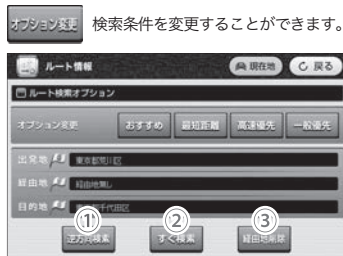 オプション変更 検索条件を変更することができます。
ルート情報 現在地 戻る
ルート検索オプション
オプション変更 おすすめ 最短距離 高速優先 一般優先
出発地 東京都荒川区
経由地 経由地無し
目的地 東京都千代田区
① ② ③
逆方向検索 すぐ検索 経由地削除